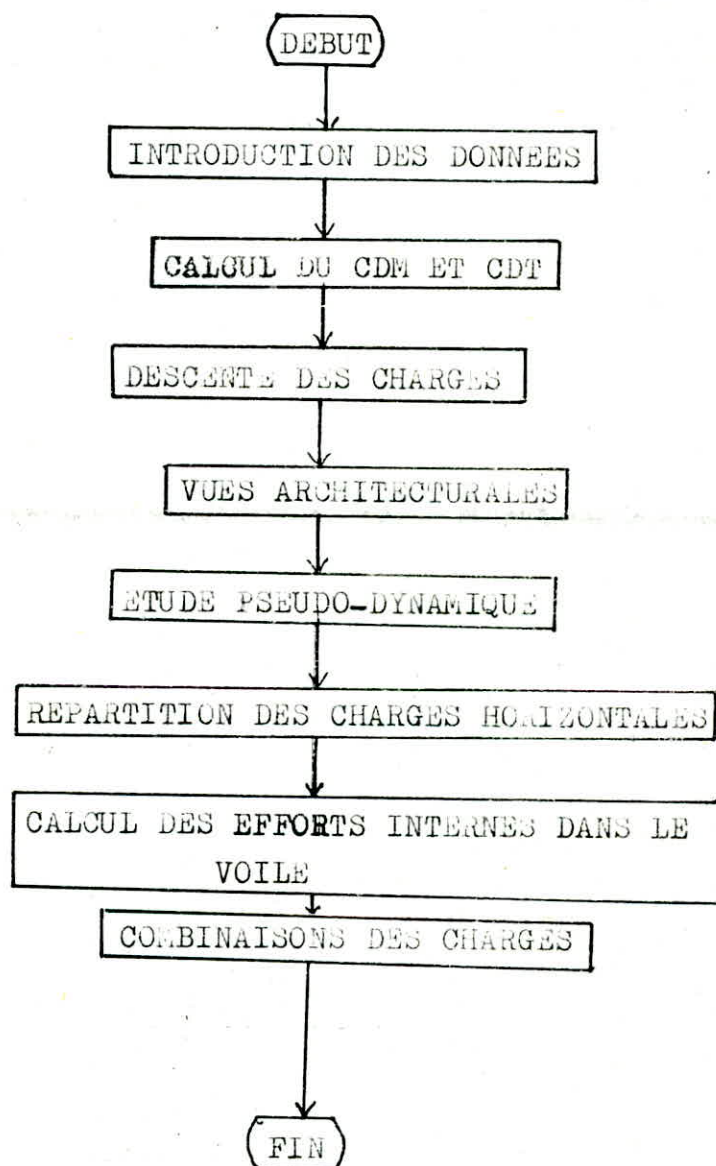 DEBUT
INTRODUCTION DES DONNEES
CALCUL DU CDM ET CDT
DESCENTE DES CHARGES
VUES ARCHITECTURALES
ETUDE PSEUDO-DYNAMIQUE
REPARTITION DES CHARGES HORIZONTALES
CALCUL DES EFFORTS INTERNES DANS LE
VOILE
COMBINAISONS DES CHARGES
FIN